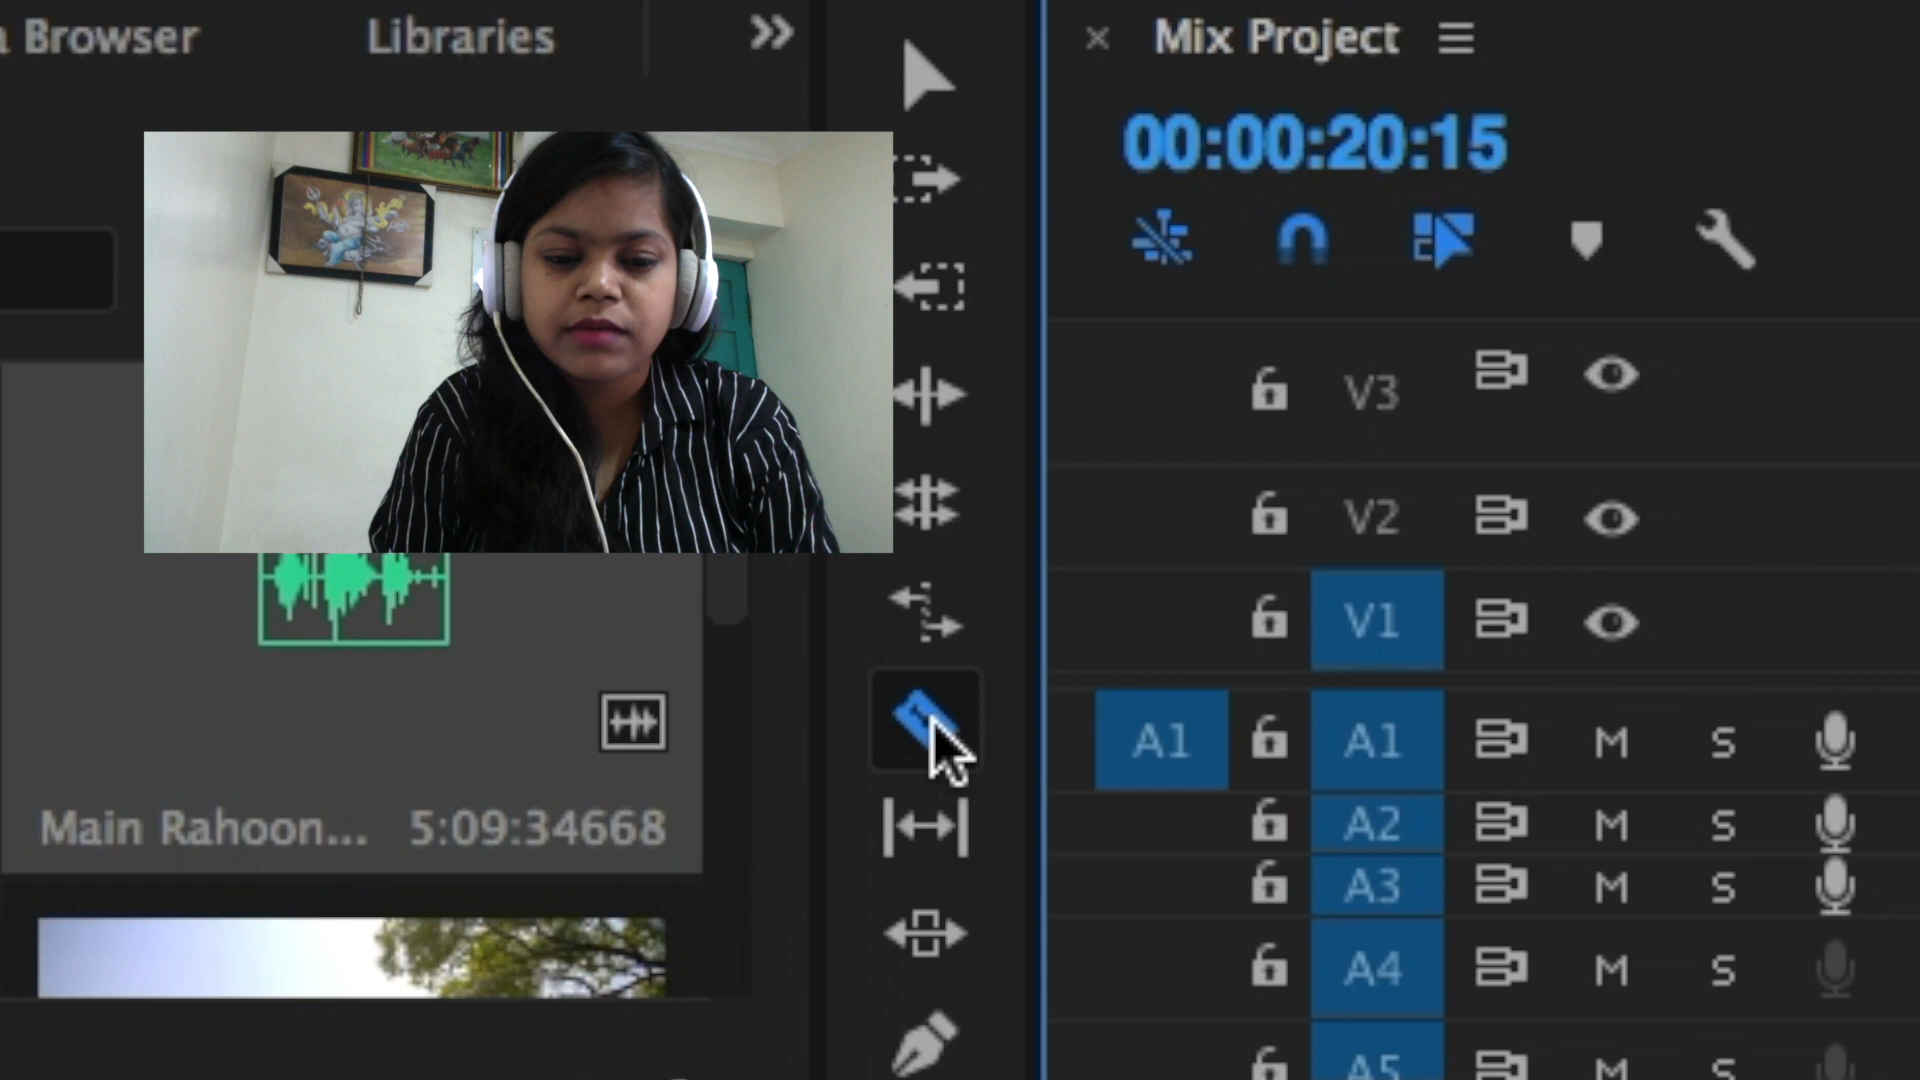 Browser
Libraries
Mix Project
00:00:20:15
V3
V2
V1
A1 A1 M S
A2 M S
A3 M S
A4 M S
A5 M S
Main Rahoon... 5:09:34668